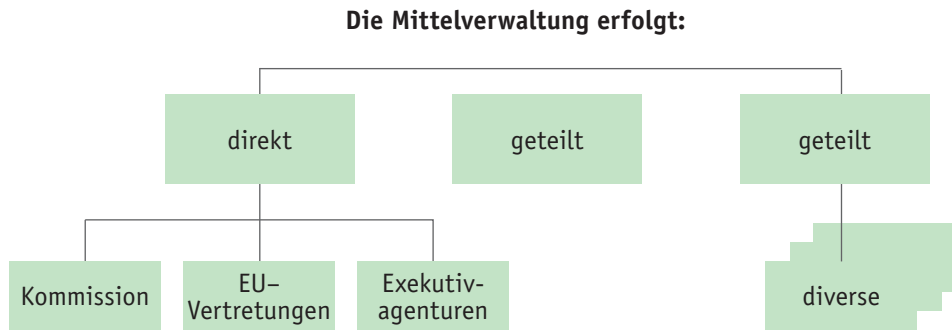 Die Mittelverwaltung erfolgt:
direkt
geteilt
geteilt
Kommission
EU–
Vertretungen
Exekutiv-
agenturen
diverse